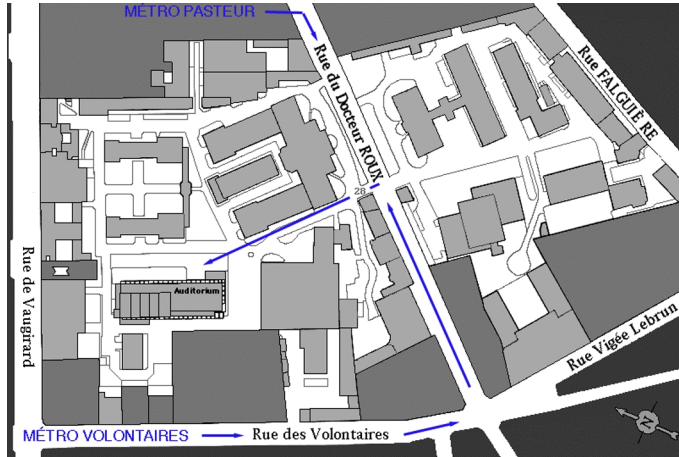 MÉTRO PASTEUR
Rue du Docteur ROUX
Rue FALGUIÈRE
28
Rue de Vaugirard
Auditorium
Rue Vigée Lebrun
N
MÉTRO VOLONTAIRES
Rue des Volontaires